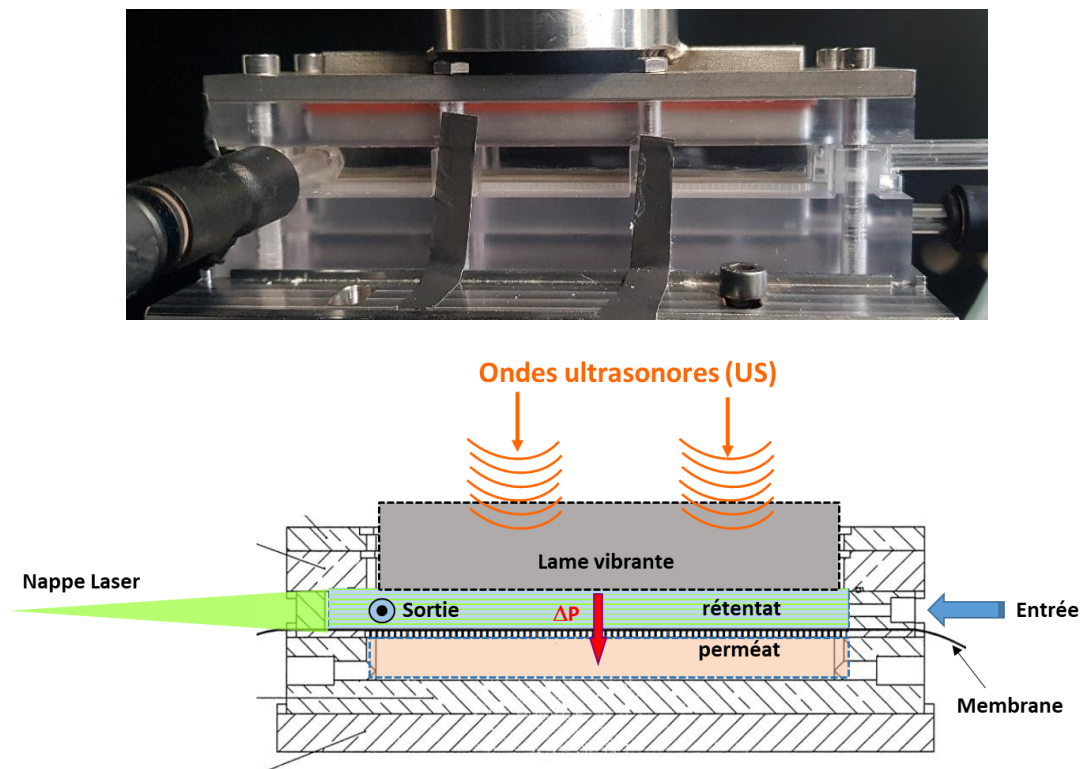 Ondes ultrasonores (US)
Lame vibrante
Nappe Laser
Sortie
ΔP
rétentat
Entrée
perméat
Membrane